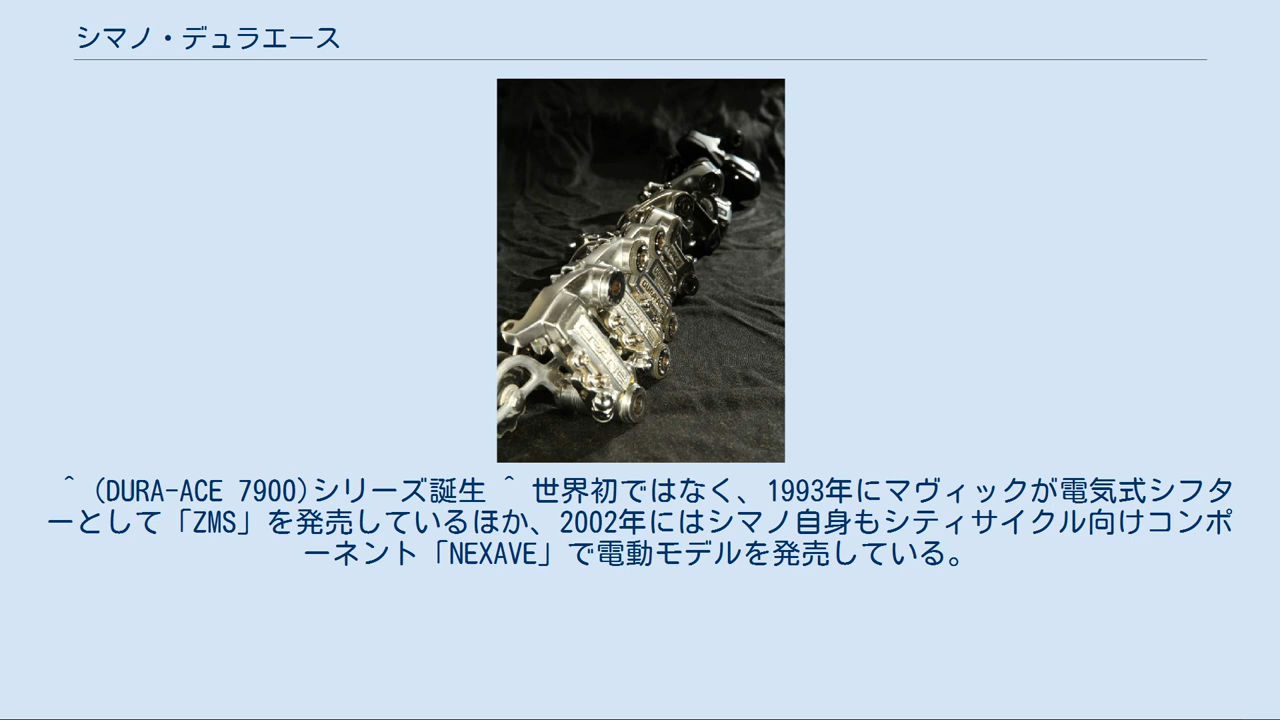 シマノ・デュラエース
CRANE
DURA-ACE
^ (DURA-ACE 7900)シリーズ誕生 ^ 世界初ではなく、1993年にマヴィックが電気式シフタ
ーとして「ZMS」を発売しているほか、2002年にはシマノ自身もシティサイクル向けコンポ
ーネント「NEXAVE」で電動モデルを発売している。